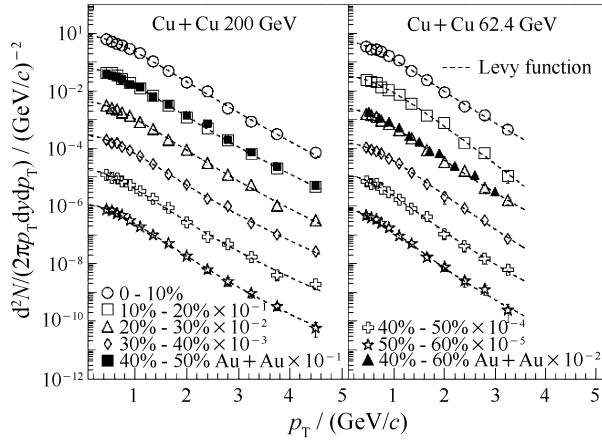 Cu + Cu 200 GeV
Cu + Cu 62.4 GeV
---- Levy function
d²N/(2πp_T dydp_T) / (GeV/c)⁻²
10¹
10⁻²
10⁻⁴
10⁻⁶
10⁻⁸
10⁻¹⁰
10⁻¹²
0 - 10%
10% - 20%×10⁻¹
20% - 30%×10⁻²
30% - 40%×10⁻³
40% - 50% Au + Au×10⁻¹
40% - 50%×10⁻⁴
50% - 60%×10⁻⁵
40% - 60% Au + Au×10⁻²
1 2 3 4 5
0 1 2 3 4 5
p_T / (GeV/c)